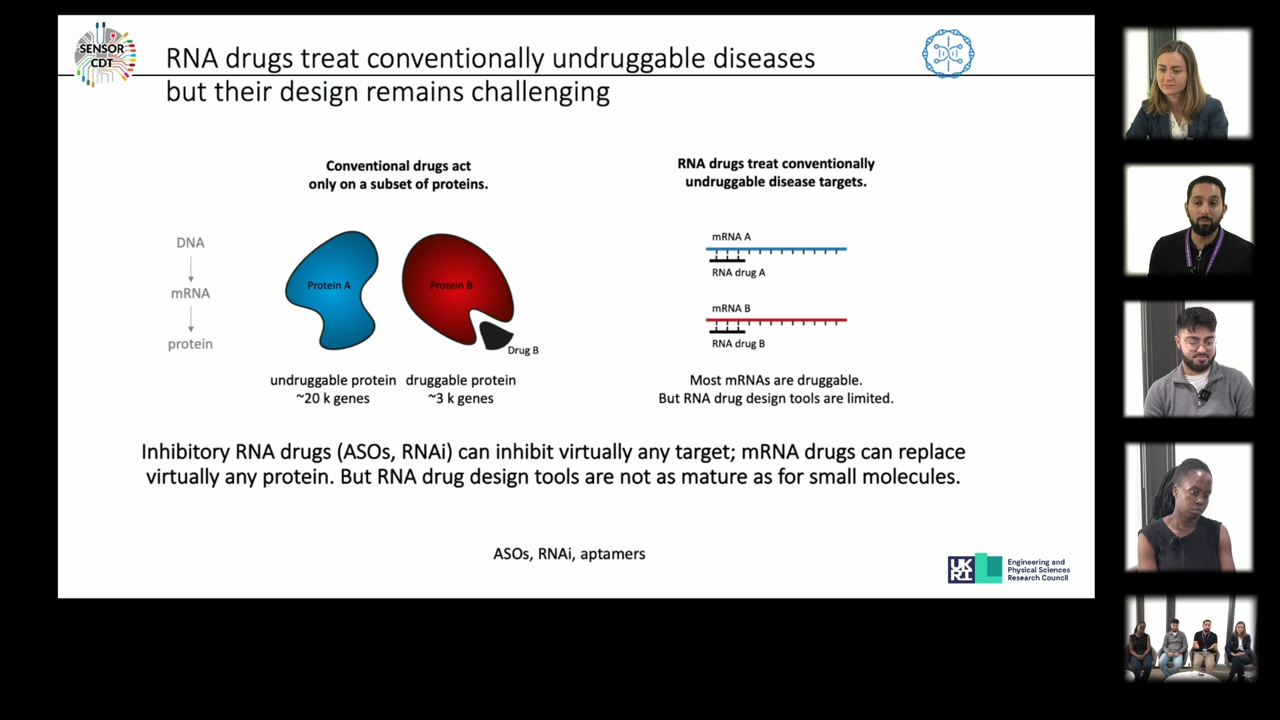 SENSOR
CDT
RNA drugs treat conventionally undruggable diseases
but their design remains challenging
Conventional drugs act
only on a subset of proteins.
DNA
mRNA
protein
Protein A
Protein B
Drug B
undruggable protein
~20 k genes
druggable protein
~3 k genes
RNA drugs treat conventionally
undruggable disease targets.
mRNA A
RNA drug A
mRNA B
RNA drug B
Most mRNAs are druggable.
But RNA drug design tools are limited.
Inhibitory RNA drugs (ASOs, RNAi) can inhibit virtually any target; mRNA drugs can replace
virtually any protein. But RNA drug design tools are not as mature as for small molecules.
ASOs, RNAi, aptamers
UK
RI
Engineering and
Physical Sciences
Research Council